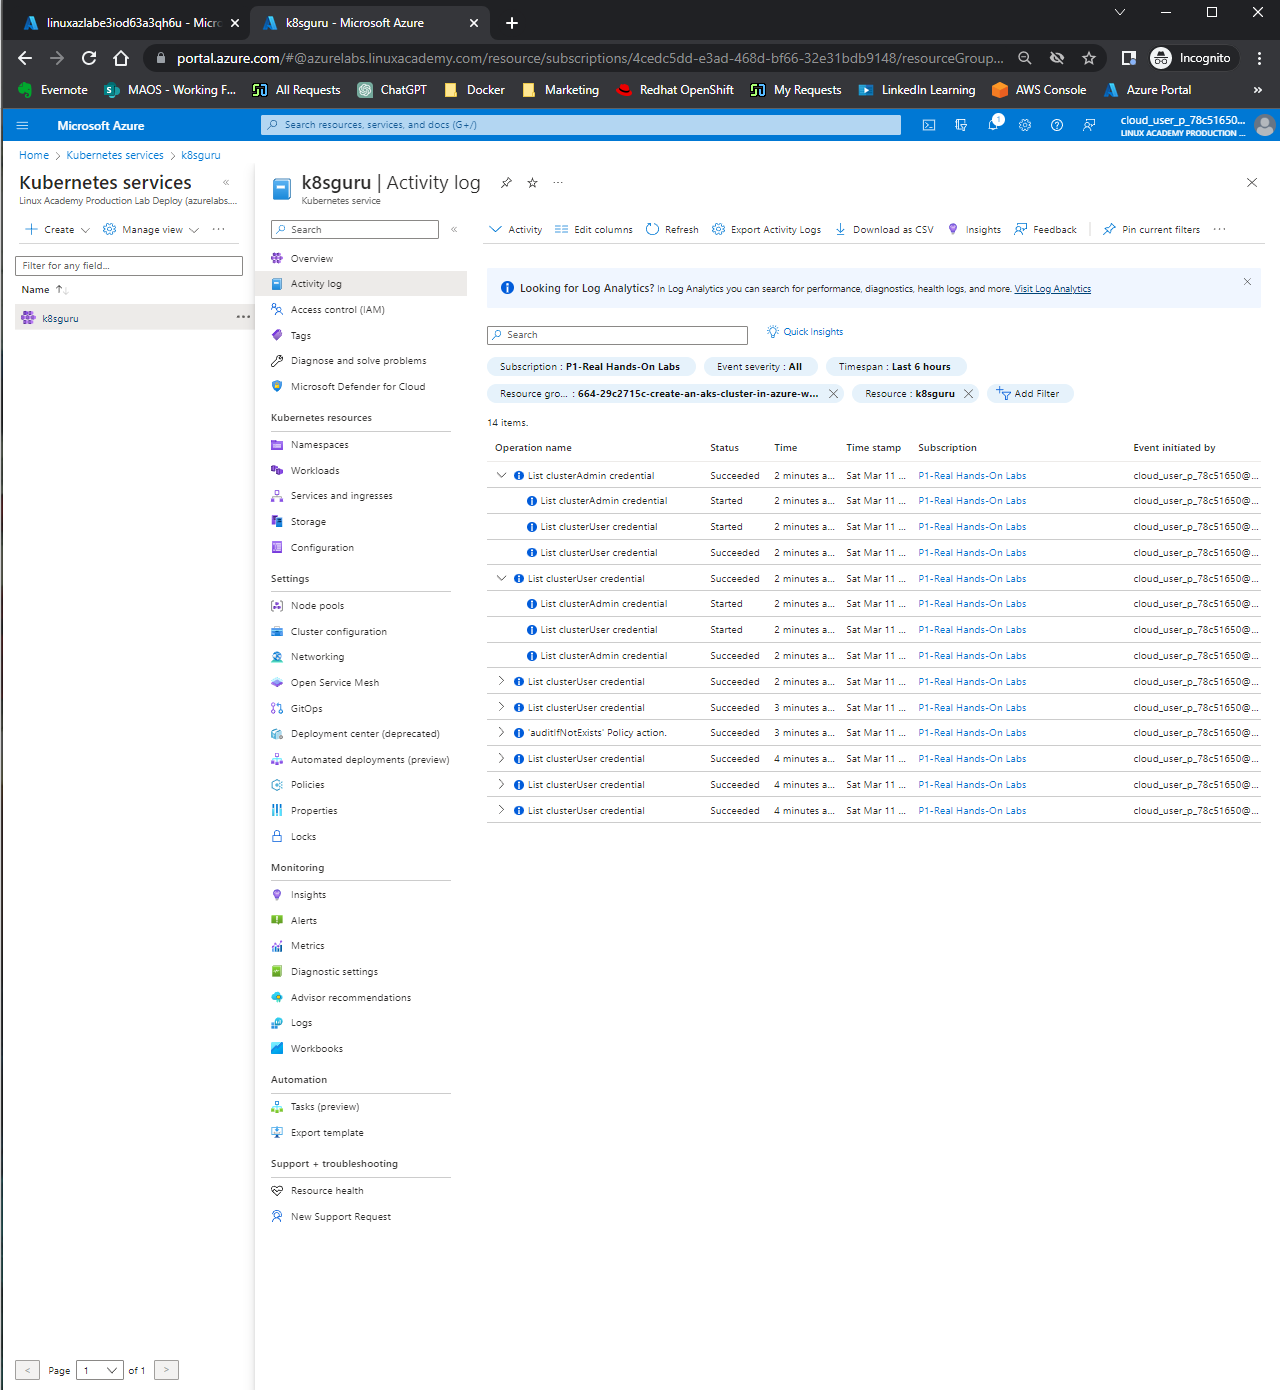 linuxazlabe3iod63a3qh6u - Micro
k8sguru - Microsoft Azure
portal.azure.com/#@azurelabs.linuxacademy.com/resource/subscriptions/4cedc5dd-e3ad-468d-bf66-32e31bdb9148/resourceGroup...
Incognito
Evernote
MAOS - Working F...
All Requests
ChatGPT
Docker
Marketing
Redhat OpenShift
My Requests
LinkedIn Learning
AWS Console
Azure Portal
»
Microsoft Azure
Search resources, services, and docs (G+/)
1
cloud_user_p_78c51650...
LINUX ACADEMY PRODUCTION ...
Home > Kubernetes services > k8sguru
Kubernetes services
«
Linux Academy Production Lab Deploy (azurelabs....
Create
Manage view
...
Filter for any field...
Name
k8sguru
...
k8sguru | Activity log
...
Kubernetes service
Search
«
Overview
Activity log
Access control (IAM)
Tags
Diagnose and solve problems
Microsoft Defender for Cloud
Kubernetes resources
Namespaces
Workloads
Services and ingresses
Storage
Configuration
Settings
Node pools
Cluster configuration
Networking
Open Service Mesh
GitOps
Deployment center (deprecated)
Automated deployments (preview)
Policies
Properties
Locks
Monitoring
Insights
Alerts
Metrics
Diagnostic settings
Advisor recommendations
Logs
Workbooks
Automation
Tasks (preview)
Export template
Support + troubleshooting
Resource health
New Support Request
Activity
Edit columns
Refresh
Export Activity Logs
Download as CSV
Insights
Feedback
Pin current filters
...
Looking for Log Analytics? In Log Analytics you can search for performance, diagnostics, health logs, and more. Visit Log Analytics
Search
Quick Insights
Subscription : P1-Real Hands-On Labs
Event severity : All
Timespan : Last 6 hours
Resource gro... : 664-29c2715c-create-an-aks-cluster-in-azure-w...
Resource : k8sguru
Add Filter
14 items.
Operation name Status Time Time stamp Subscription Event initiated by
List clusterAdmin credential Succeeded 2 minutes a... Sat Mar 11 ... P1-Real Hands-On Labs cloud_user_p_78c51650@...
List clusterAdmin credential Started 2 minutes a... Sat Mar 11 ... P1-Real Hands-On Labs cloud_user_p_78c51650@...
List clusterUser credential Started 2 minutes a... Sat Mar 11 ... P1-Real Hands-On Labs cloud_user_p_78c51650@...
List clusterUser credential Succeeded 2 minutes a... Sat Mar 11 ... P1-Real Hands-On Labs cloud_user_p_78c51650@...
List clusterUser credential Succeeded 2 minutes a... Sat Mar 11 ... P1-Real Hands-On Labs cloud_user_p_78c51650@...
List clusterAdmin credential Started 2 minutes a... Sat Mar 11 ... P1-Real Hands-On Labs cloud_user_p_78c51650@...
List clusterUser credential Started 2 minutes a... Sat Mar 11 ... P1-Real Hands-On Labs cloud_user_p_78c51650@...
List clusterAdmin credential Succeeded 2 minutes a... Sat Mar 11 ... P1-Real Hands-On Labs cloud_user_p_78c51650@...
List clusterUser credential Succeeded 2 minutes a... Sat Mar 11 ... P1-Real Hands-On Labs cloud_user_p_78c51650@...
List clusterUser credential Succeeded 3 minutes a... Sat Mar 11 ... P1-Real Hands-On Labs cloud_user_p_78c51650@...
'auditIfNotExists' Policy action. Succeeded 3 minutes a... Sat Mar 11 ... P1-Real Hands-On Labs cloud_user_p_78c51650@...
List clusterUser credential Succeeded 4 minutes a... Sat Mar 11 ... P1-Real Hands-On Labs cloud_user_p_78c51650@...
List clusterUser credential Succeeded 4 minutes a... Sat Mar 11 ... P1-Real Hands-On Labs cloud_user_p_78c51650@...
List clusterUser credential Succeeded 4 minutes a... Sat Mar 11 ... P1-Real Hands-On Labs cloud_user_p_78c51650@...
< Page 1 of 1 >